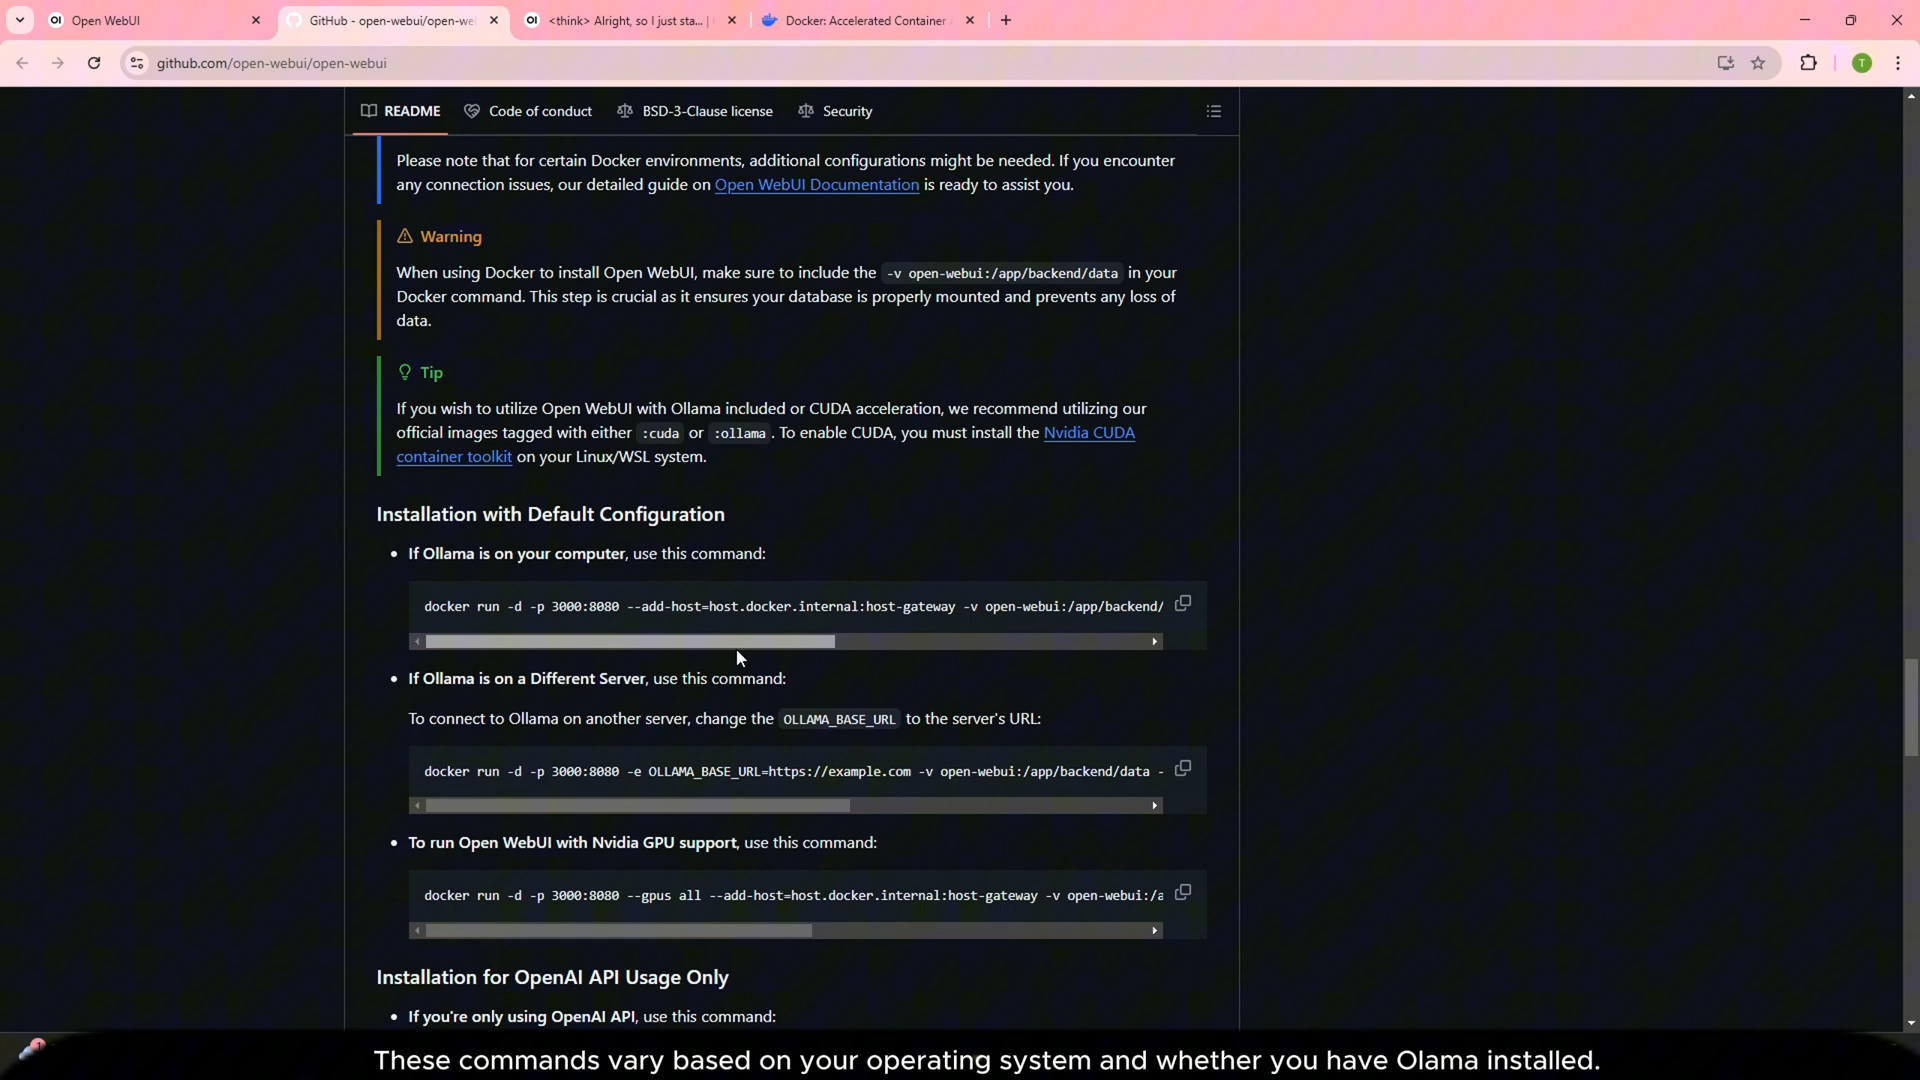 Open WebUI
GitHub - open-webui/open-we
<think> Alright, so I just sta... |
Docker: Accelerated Container
github.com/open-webui/open-webui
T
README
Code of conduct
BSD-3-Clause license
Security
Please note that for certain Docker environments, additional configurations might be needed. If you encounter
any connection issues, our detailed guide on Open WebUI Documentation is ready to assist you.
Warning
When using Docker to install Open WebUI, make sure to include the -v open-webui:/app/backend/data in your
Docker command. This step is crucial as it ensures your database is properly mounted and prevents any loss of
data.
Tip
If you wish to utilize Open WebUI with Ollama included or CUDA acceleration, we recommend utilizing our
official images tagged with either :cuda or :ollama. To enable CUDA, you must install the Nvidia CUDA
container toolkit on your Linux/WSL system.
Installation with Default Configuration
• If Ollama is on your computer, use this command:
docker run -d -p 3000:8080 --add-host=host.docker.internal:host-gateway -v open-webui:/app/backend/
• If Ollama is on a Different Server, use this command:
To connect to Ollama on another server, change the OLLAMA_BASE_URL to the server's URL:
docker run -d -p 3000:8080 -e OLLAMA_BASE_URL=https://example.com -v open-webui:/app/backend/data -
• To run Open WebUI with Nvidia GPU support, use this command:
docker run -d -p 3000:8080 --gpus all --add-host=host.docker.internal:host-gateway -v open-webui:/a
Installation for OpenAI API Usage Only
• If you're only using OpenAI API, use this command:
These commands vary based on your operating system and whether you have Olama installed.